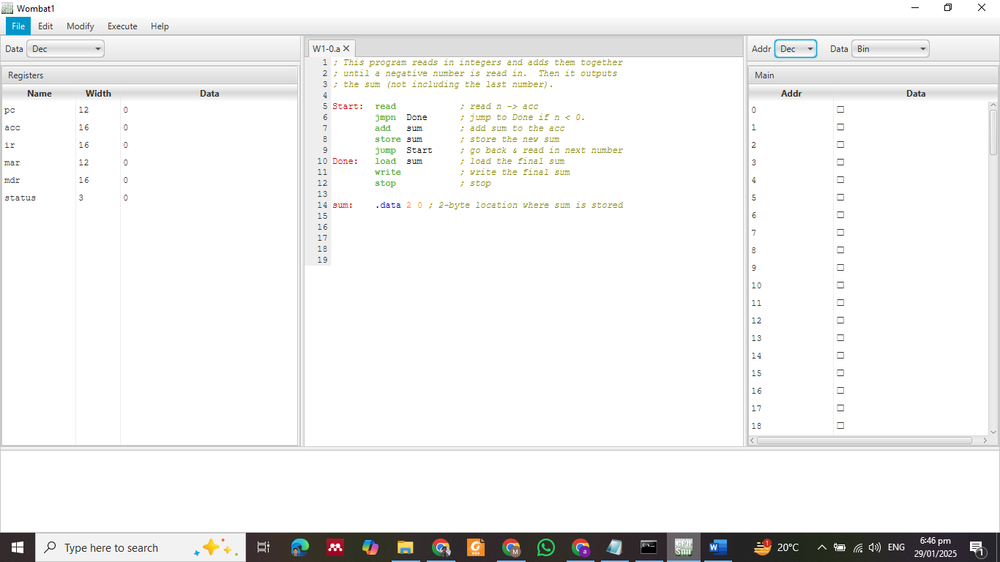 Wombat1
File Edit Modify Execute Help
Data Dec
Registers
Name Width Data
pc 12 0
acc 16 0
ir 16 0
mar 12 0
mdr 16 0
status 3 0
W1-0.a
1 ; This program reads in integers and adds them together
2 ; until a negative number is read in.  Then it outputs
3 ; the sum (not including the last number).
4
5 Start:  read            ; read n -> acc
6         jmpn  Done      ; jump to Done if n < 0.
7         add   sum       ; add sum to the acc
8         store sum       ; store the new sum
9         jump  Start     ; go back & read in next number
10 Done:   load  sum       ; load the final sum
11         write           ; write the final sum
12         stop            ; stop
13
14 sum:    .data 2 0 ; 2-byte location where sum is stored
15
16
17
18
19
Addr Dec Data Bin
Main
Addr Data
0
1
2
3
4
5
6
7
8
9
10
11
12
13
14
15
16
17
18
Type here to search
PDF
M
a
CPU
Sim
W
1
20°C
ENG
6:46 pm
29/01/2025
1